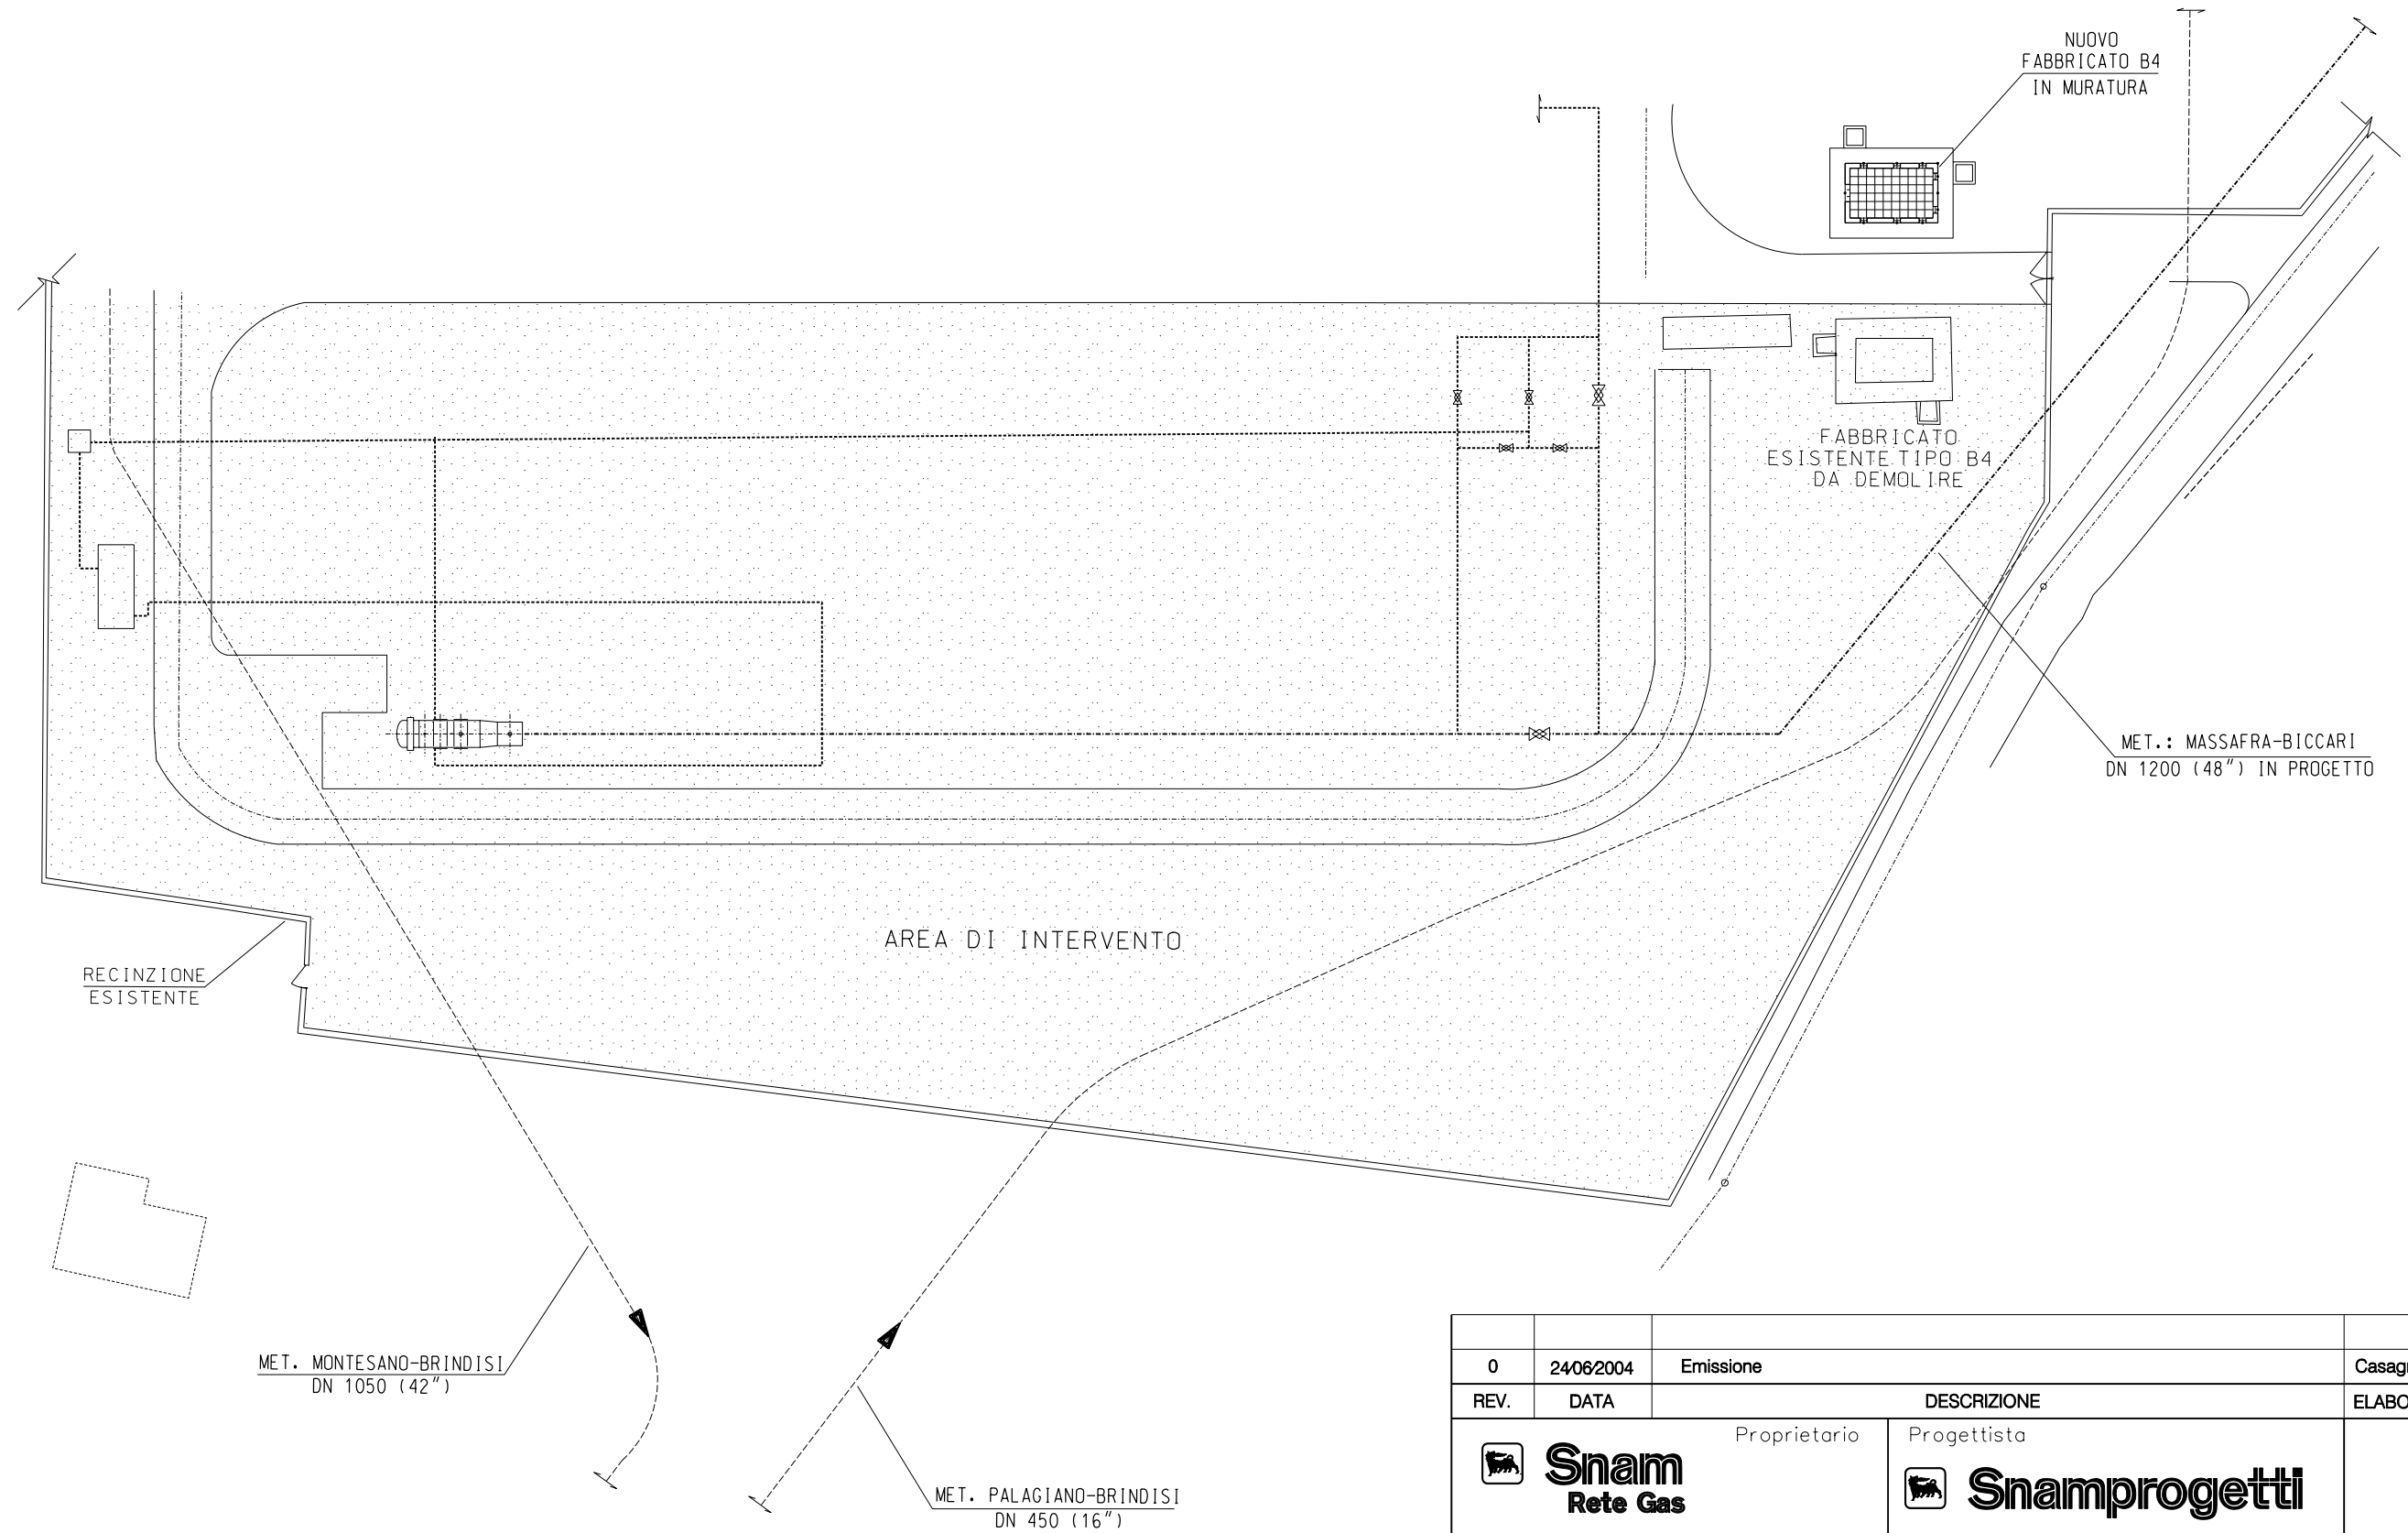 NUOVO
FABBRICATO B4
IN MURATURA
FABBRICATO
ESISTENTE TIPO B4
DA DEMOLIRE
MET.: MASSAFRA-BICCARI
DN 1200 (48") IN PROGETTO
AREA DI INTERVENTO
RECINZIONE
ESISTENTE
MET. MONTESANO-BRINDISI
DN 1050 (42")
MET. PALAGIANO-BRINDISI
DN 450 (16")
0 24/06/2004 Emissione
REV. DATA DESCRIZIONE
Proprietario Progettista
Snam
Rete Gas
Snamprogetti